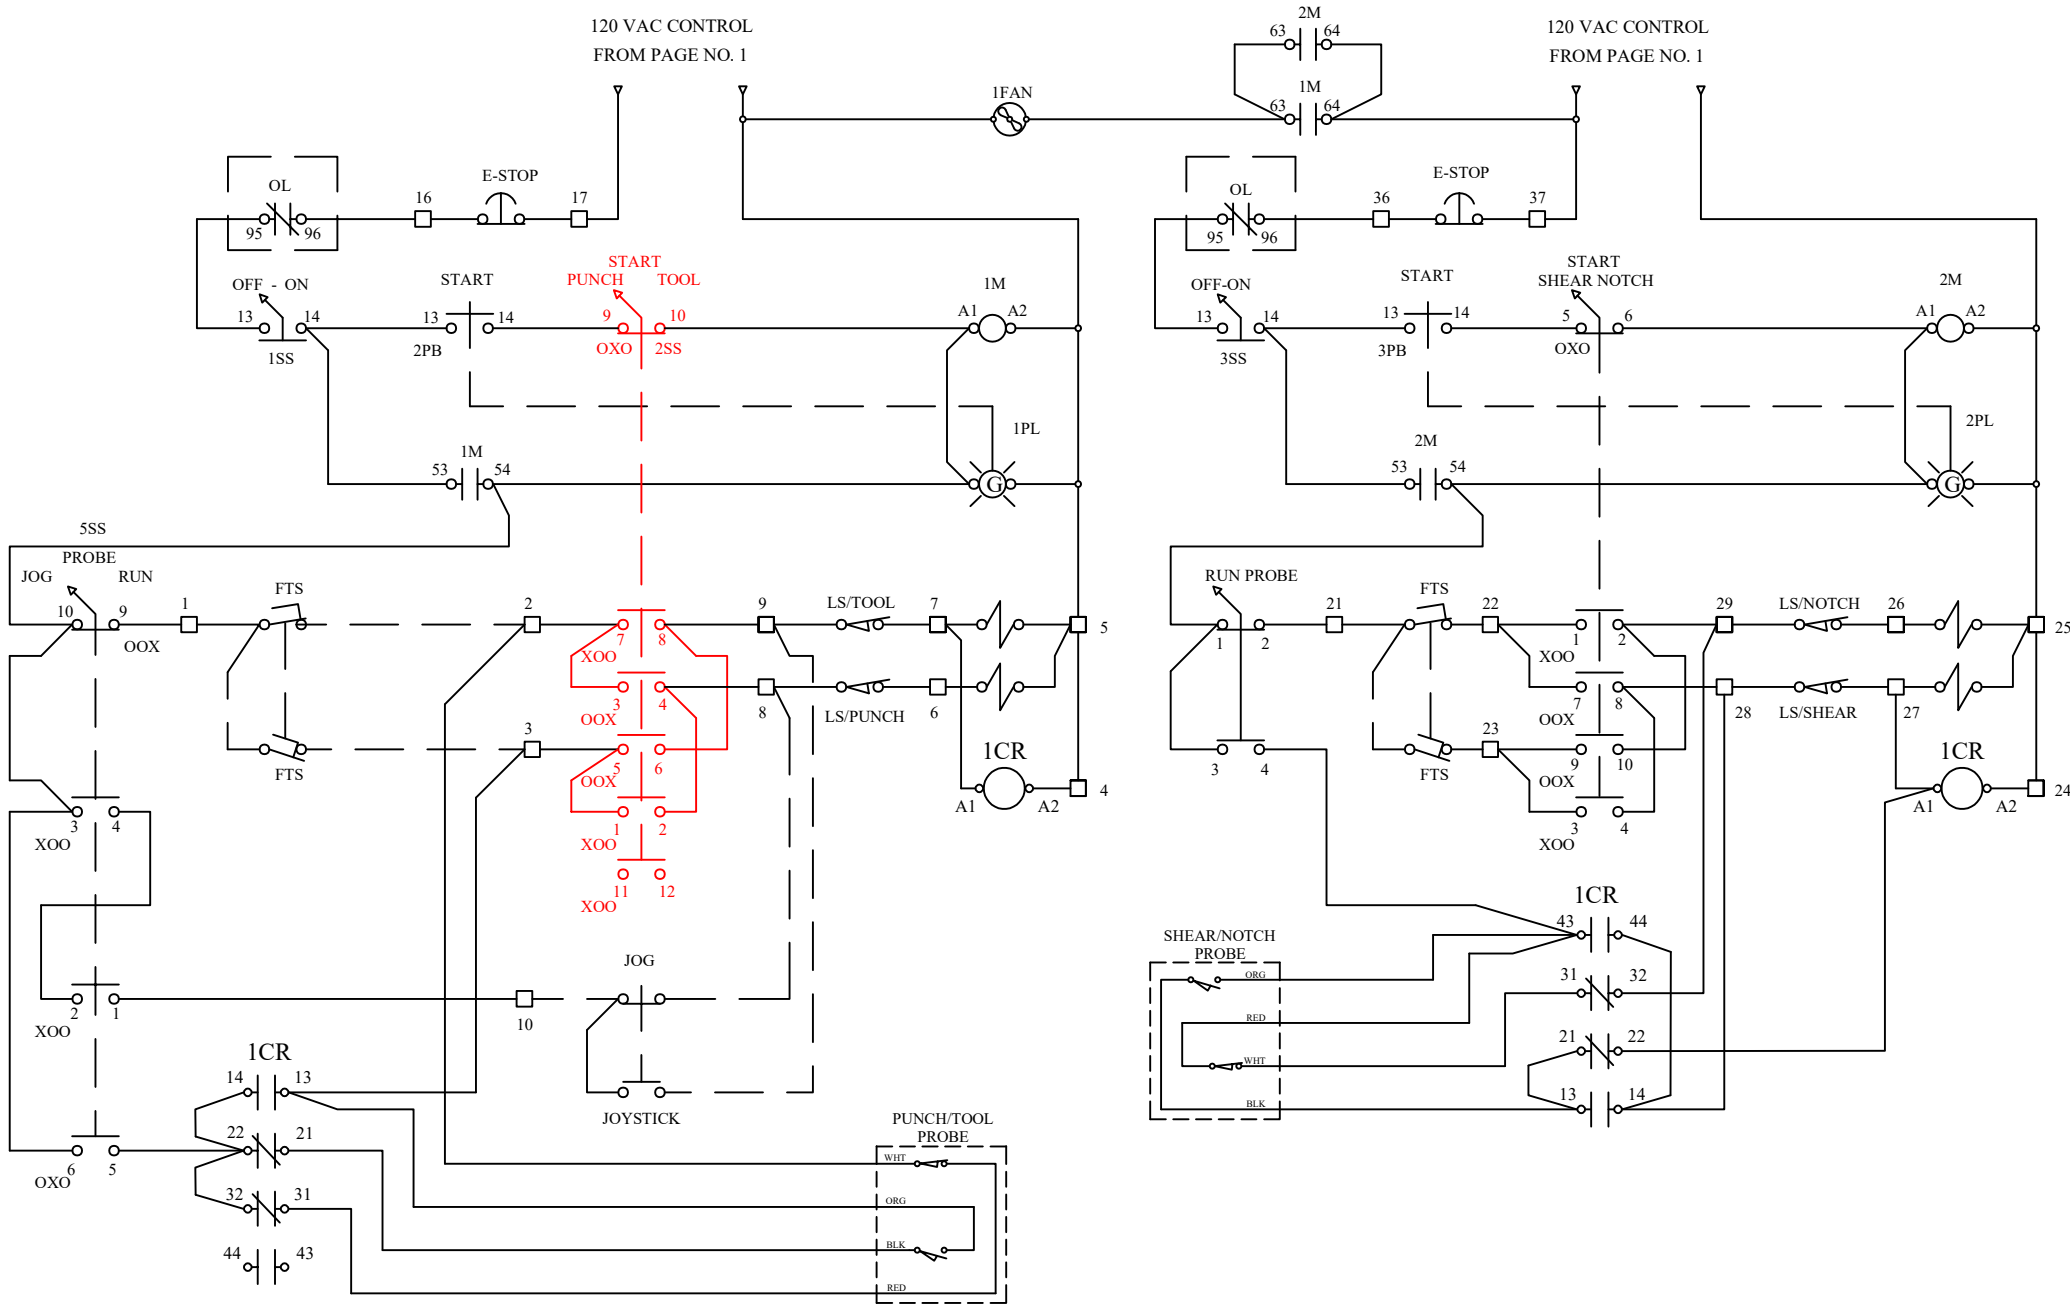 120 VAC CONTROL
FROM PAGE NO. 1
2M
63 64
120 VAC CONTROL
FROM PAGE NO. 1
1FAN
1M
63 64
OL
95 96
16
E-STOP
17
OL
95 96
36
E-STOP
37
OFF - ON
13 14
1SS
START
13 14
2PB
START
PUNCH TOOL
9 10
OXO 2SS
1M
A1 A2
OFF-ON
13 14
3SS
START
13 14
3PB
START
SHEAR NOTCH
5 6
OXO
2M
A1 A2
1M
53 54
1PL
G
2M
53 54
2PL
G
5SS
PROBE
JOG RUN
10 9
OOX
1
FTS
2
7 8
XOO
9
LS/TOOL
7
5
3 4
OOX
8
LS/PUNCH
6
FTS
3
5 6
OOX
1CR
A1 A2
4
3 4
XOO
1 2
XOO
11 12
XOO
2 1
XOO
10
JOG
JOYSTICK
6 5
OXO
1CR
14 13
22 21
32 31
44 43
PUNCH/TOOL
PROBE
WHT
ORG
BLK
RED
RUN PROBE
1 2
21
FTS
22
1 2
XOO
29
LS/NOTCH
26
25
7 8
OOX
28
LS/SHEAR
27
3 4
FTS
23
9 10
OOX
1CR
A1 A2
24
3 4
XOO
1CR
43 44
31 32
21 22
13 14
SHEAR/NOTCH
PROBE
ORG
RED
WHT
BLK